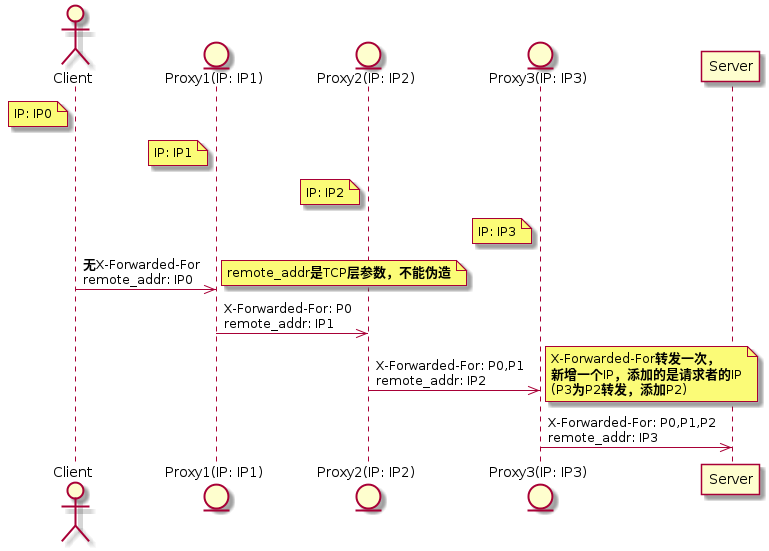 Client
Proxy1(IP: IP1)
Proxy2(IP: IP2)
Proxy3(IP: IP3)
Server
IP: IP0
IP: IP1
IP: IP2
IP: IP3
无X-Forwarded-For
remote_addr: IP0
remote_addr是TCP层参数，不能伪造
X-Forwarded-For: P0
remote_addr: IP1
X-Forwarded-For: P0,P1
remote_addr: IP2
X-Forwarded-For转发一次，
新增一个IP，添加的是请求者的IP
(P3为P2转发，添加P2)
X-Forwarded-For: P0,P1,P2
remote_addr: IP3
Client
Proxy1(IP: IP1)
Proxy2(IP: IP2)
Proxy3(IP: IP3)
Server